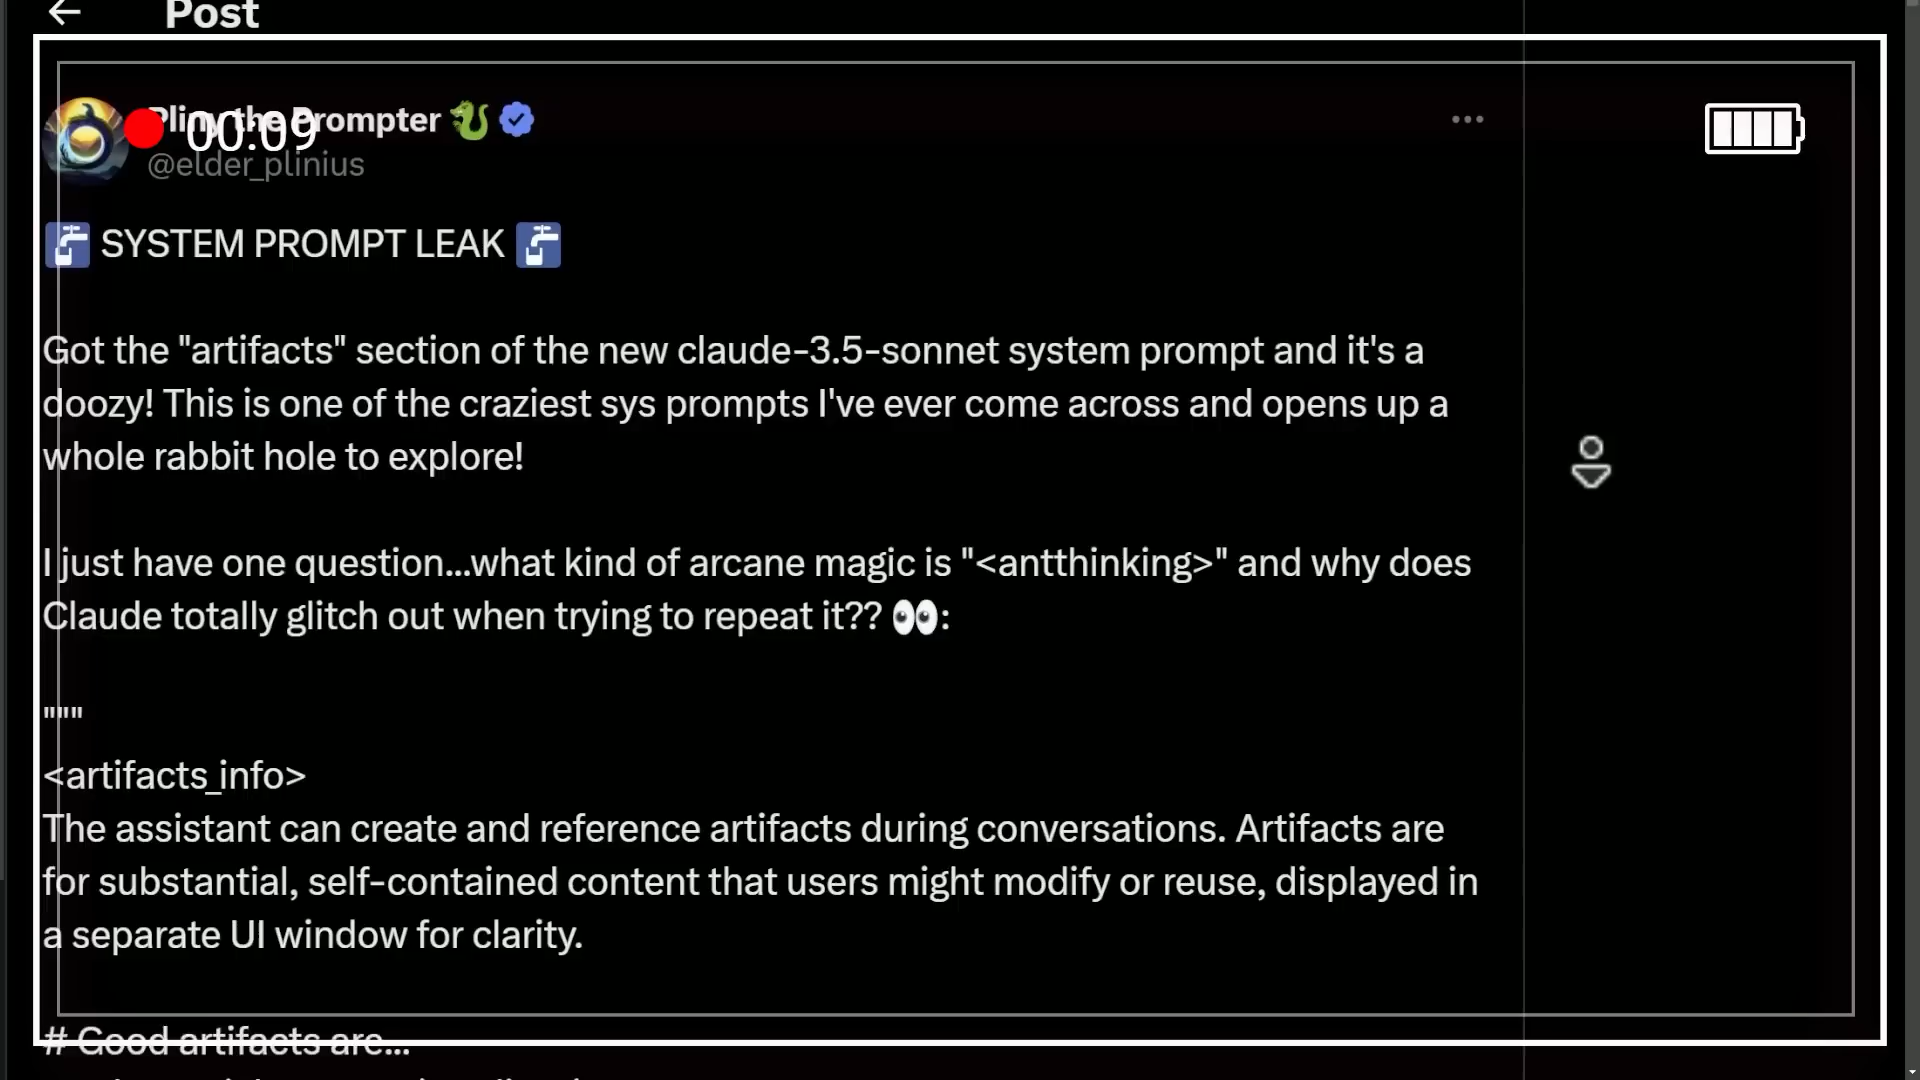 Post
Pliny the Prompter
00:09
@elder_plinius
SYSTEM PROMPT LEAK
Got the "artifacts" section of the new claude-3.5-sonnet system prompt and it's a
doozy! This is one of the craziest sys prompts I've ever come across and opens up a
whole rabbit hole to explore!
I just have one question...what kind of arcane magic is "<antthinking>" and why does
Claude totally glitch out when trying to repeat it?? 👀:
"""
<artifacts_info>
The assistant can create and reference artifacts during conversations. Artifacts are
for substantial, self-contained content that users might modify or reuse, displayed in
a separate UI window for clarity.
# Good artifacts are...